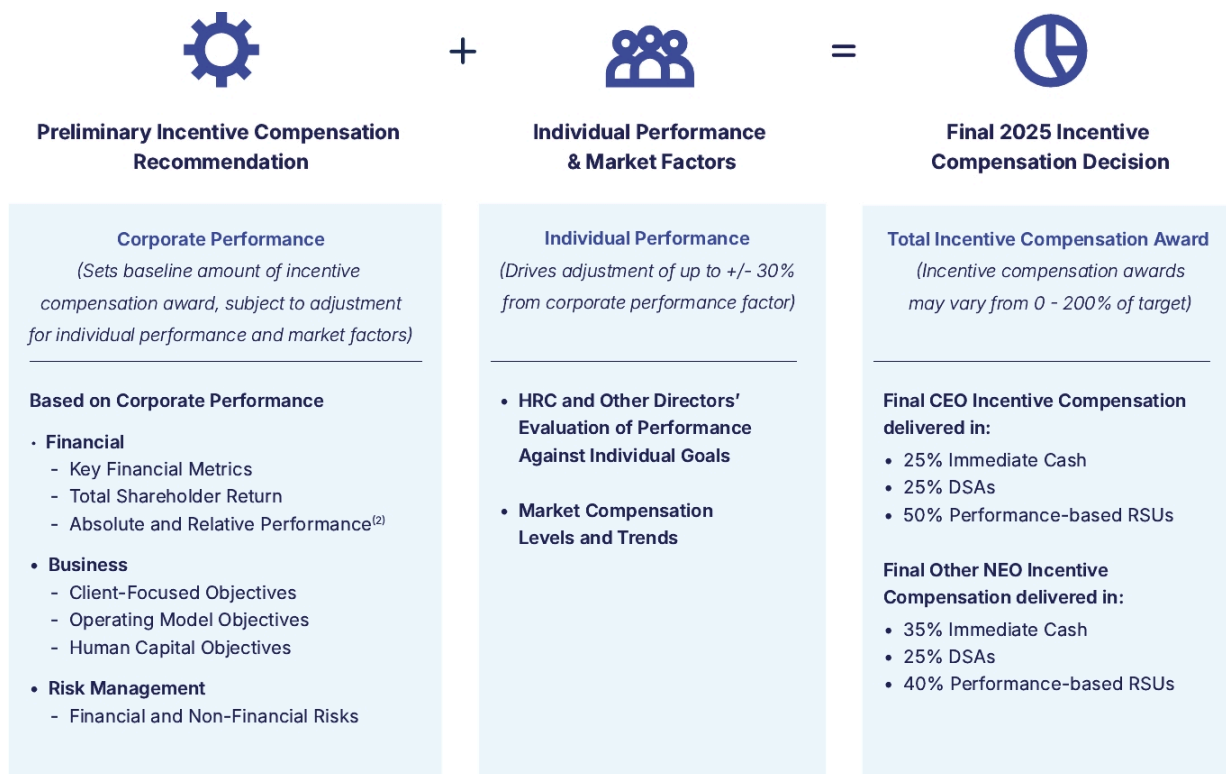 +
=
Preliminary Incentive Compensation
Recommendation
Individual Performance
& Market Factors
Final 2025 Incentive
Compensation Decision
Corporate Performance
(Sets baseline amount of incentive
compensation award, subject to adjustment
for individual performance and market factors)
Based on Corporate Performance
· Financial
- Key Financial Metrics
- Total Shareholder Return
- Absolute and Relative Performance(2)
• Business
- Client-Focused Objectives
- Operating Model Objectives
- Human Capital Objectives
• Risk Management
- Financial and Non-Financial Risks
Individual Performance
(Drives adjustment of up to +/- 30%
from corporate performance factor)
• HRC and Other Directors’
Evaluation of Performance
Against Individual Goals
• Market Compensation
Levels and Trends
Total Incentive Compensation Award
(Incentive compensation awards
may vary from 0 - 200% of target)
Final CEO Incentive Compensation
delivered in:
• 25% Immediate Cash
• 25% DSAs
• 50% Performance-based RSUs
Final Other NEO Incentive
Compensation delivered in:
• 35% Immediate Cash
• 25% DSAs
• 40% Performance-based RSUs